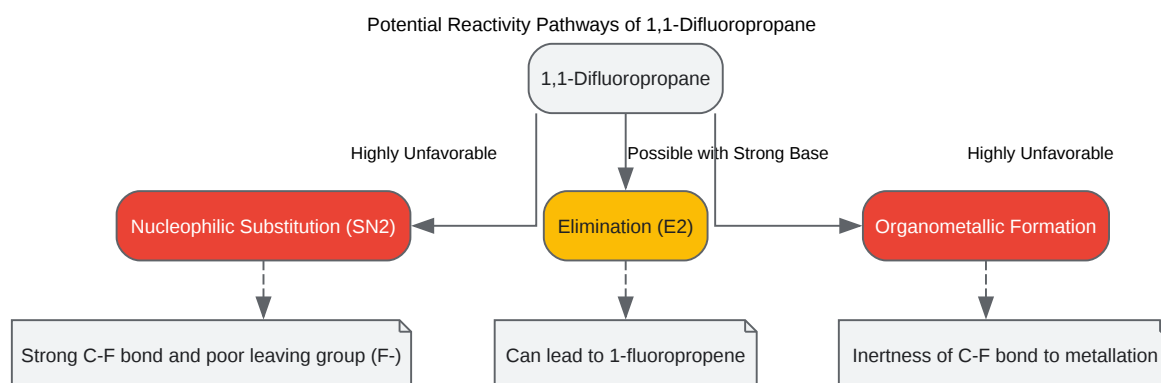 Potential Reactivity Pathways of 1,1-Difluoropropane
1,1-Difluoropropane
Highly Unfavorable
Possible with Strong Base
Highly Unfavorable
Nucleophilic Substitution (SN2)
Elimination (E2)
Organometallic Formation
Strong C-F bond and poor leaving group (F-)
Can lead to 1-fluoropropene
Inertness of C-F bond to metallation